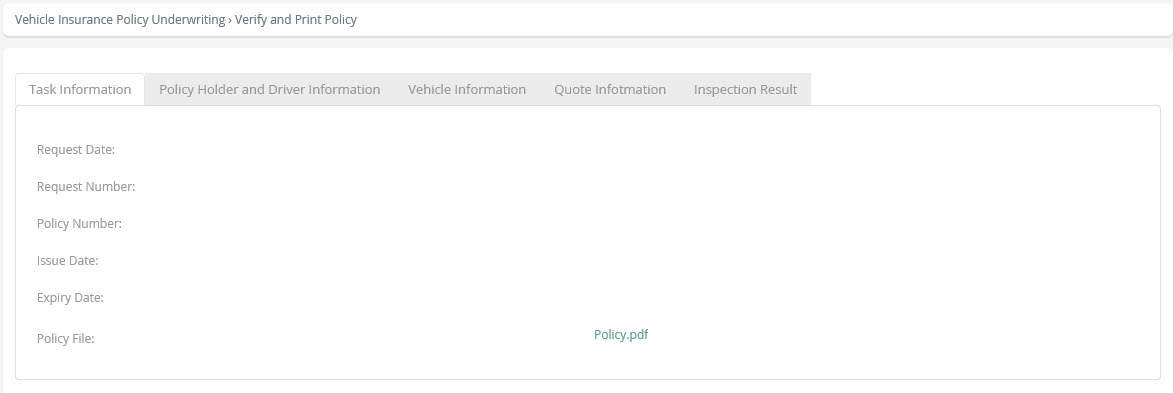 Vehicle Insurance Policy Underwriting › Verify and Print Policy
Task Information Policy Holder and Driver Information Vehicle Information Quote Infotmation Inspection Result
Request Date:
Request Number:
Policy Number:
Issue Date:
Expiry Date:
Policy File: Policy.pdf